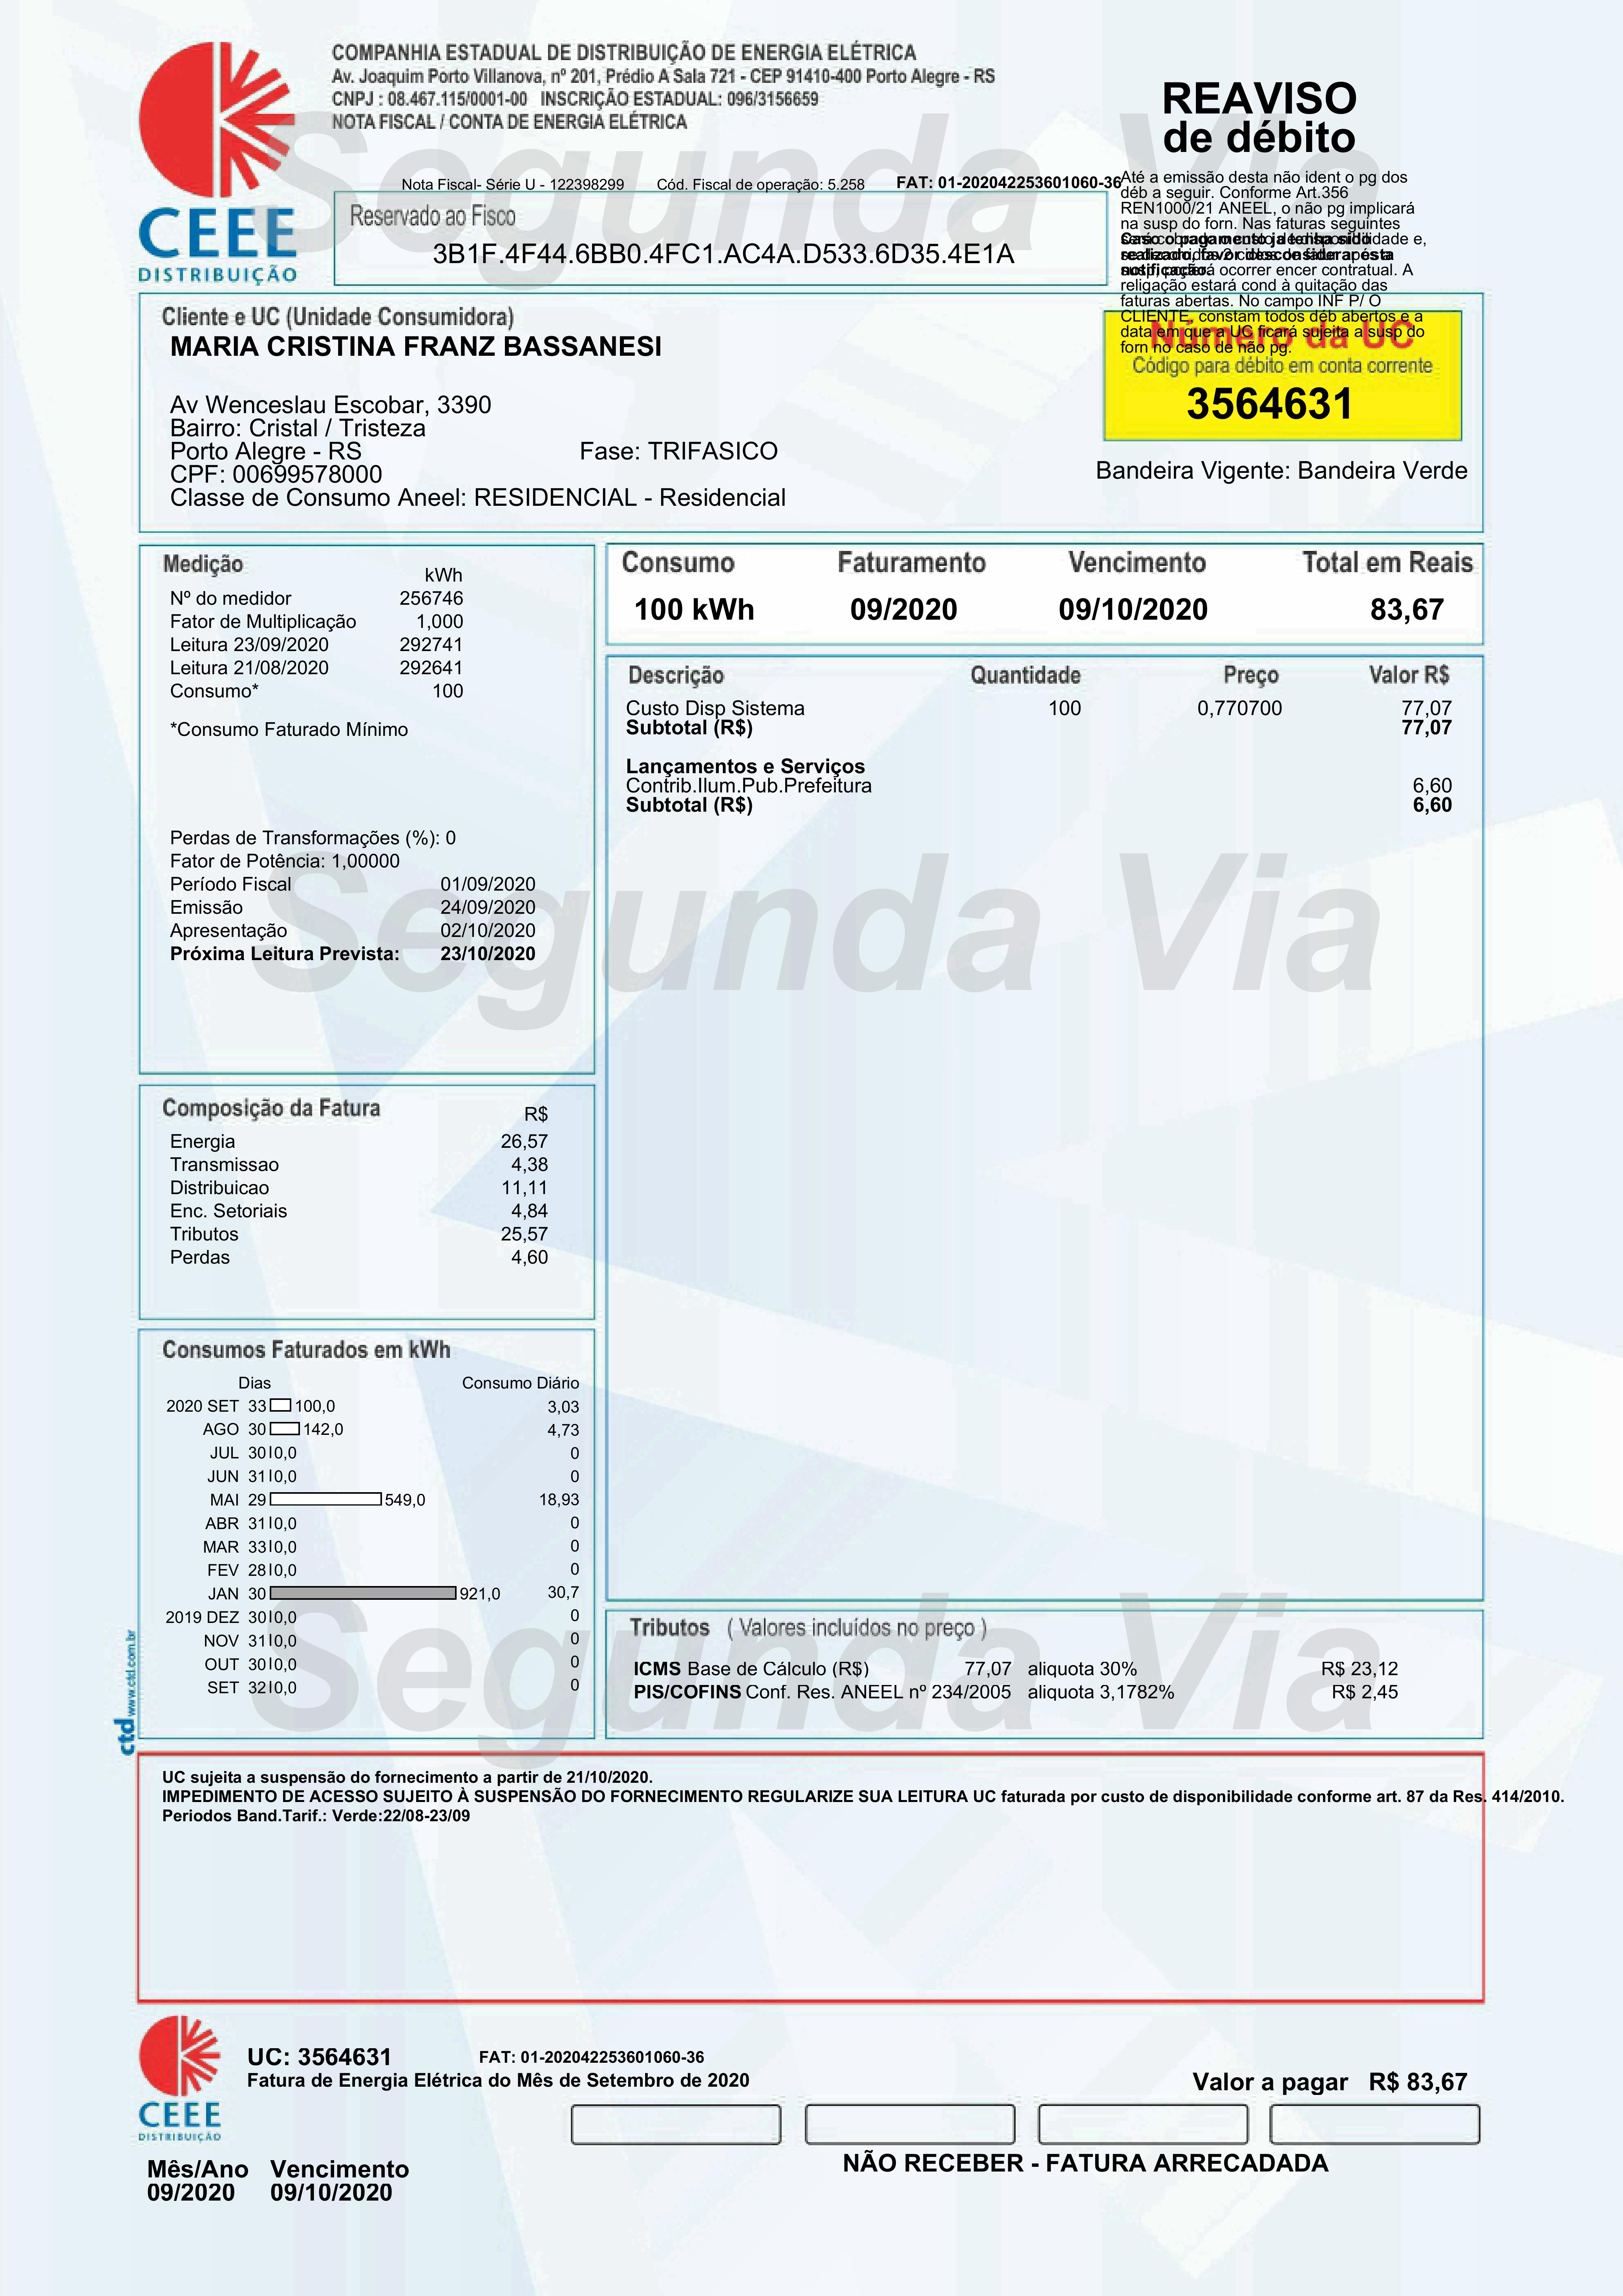 COMPANHIA ESTADUAL DE DISTRIBUIÇÃO DE ENERGIA ELÉTRICA
Av. Joaquim Porto Villanova, nº 201, Prédio A Sala 721 - CEP 91410-400 Porto Alegre - RS
CNPJ : 08.467.115/0001-00 INSCRIÇÃO ESTADUAL: 096/3156659
NOTA FISCAL / CONTA DE ENERGIA ELÉTRICA
REAVISO
de débito
Segunda Via
CEEE
DISTRIBUIÇÃO
Nota Fiscal- Série U - 122398299 Cód. Fiscal de operação: 5.258 FAT: 01-202042253601060-36
Reservado ao Fisco
3B1F.4F44.6BB0.4FC1.AC4A.D533.6D35.4E1A
Até a emissão desta não ident o pg dos
déb a seguir. Conforme Art.356
REN1000/21 ANEEL, o não pg implicará
na susp do forn. Nas faturas seguintes
Caso o pagamento ja tenha sido
realizado, favor desconsiderar esta
notificação.
ocorrer encer contratual. A
religação estará cond à quitação das
faturas abertas. No campo INF P/ O
CLIENTE, constam todos déb abertos e a
data em que a UC ficará sujeita a susp do
forn no caso de não pg.
Cliente e UC (Unidade Consumidora)
MARIA CRISTINA FRANZ BASSANESI
Av Wenceslau Escobar, 3390
Bairro: Cristal / Tristeza
Porto Alegre - RS Fase: TRIFASICO
CPF: 00699578000
Classe de Consumo Aneel: RESIDENCIAL - Residencial
Número da UC
Código para débito em conta corrente
3564631
Bandeira Vigente: Bandeira Verde
Medição
kWh
Nº do medidor 256746
Fator de Multiplicação 1,000
Leitura 23/09/2020 292741
Leitura 21/08/2020 292641
Consumo* 100
*Consumo Faturado Mínimo
Perdas de Transformações (%): 0
Fator de Potência: 1,00000
Período Fiscal 01/09/2020
Emissão 24/09/2020
Apresentação 02/10/2020
Próxima Leitura Prevista: 23/10/2020
Consumo Faturamento Vencimento Total em Reais
100 kWh 09/2020 09/10/2020 83,67
Descrição Quantidade Preço Valor R$
Custo Disp Sistema 100 0,770700 77,07
Subtotal (R$) 77,07
Lançamentos e Serviços
Contrib.Ilum.Pub.Prefeitura 6,60
Subtotal (R$) 6,60
Segunda Via
Composição da Fatura R$
Energia 26,57
Transmissao 4,38
Distribuicao 11,11
Enc. Setoriais 4,84
Tributos 25,57
Perdas 4,60
Consumos Faturados em kWh
Dias Consumo Diário
2020 SET 33 100,0 3,03
AGO 30 142,0 4,73
JUL 30 0,0 0
JUN 31 0,0 0
MAI 29 549,0 18,93
ABR 31 0,0 0
MAR 33 0,0 0
FEV 28 0,0 0
JAN 30 921,0 30,7
2019 DEZ 30 0,0 0
NOV 31 0,0 0
OUT 30 0,0 0
SET 32 0,0 0
ctd www.ctd.com.br
Segunda Via
Tributos ( Valores incluídos no preço )
ICMS Base de Cálculo (R$) 77,07 aliquota 30% R$ 23,12
PIS/COFINS Conf. Res. ANEEL nº 234/2005 aliquota 3,1782% R$ 2,45
UC sujeita a suspensão do fornecimento a partir de 21/10/2020.
IMPEDIMENTO DE ACESSO SUJEITO À SUSPENSÃO DO FORNECIMENTO REGULARIZE SUA LEITURA UC faturada por custo de disponibilidade conforme art. 87 da Res. 414/2010.
Periodos Band.Tarif.: Verde:22/08-23/09
CEEE
DISTRIBUIÇÃO
UC: 3564631 FAT: 01-202042253601060-36
Fatura de Energia Elétrica do Mês de Setembro de 2020
Valor a pagar R$ 83,67
NÃO RECEBER - FATURA ARRECADADA
Mês/Ano Vencimento
09/2020 09/10/2020